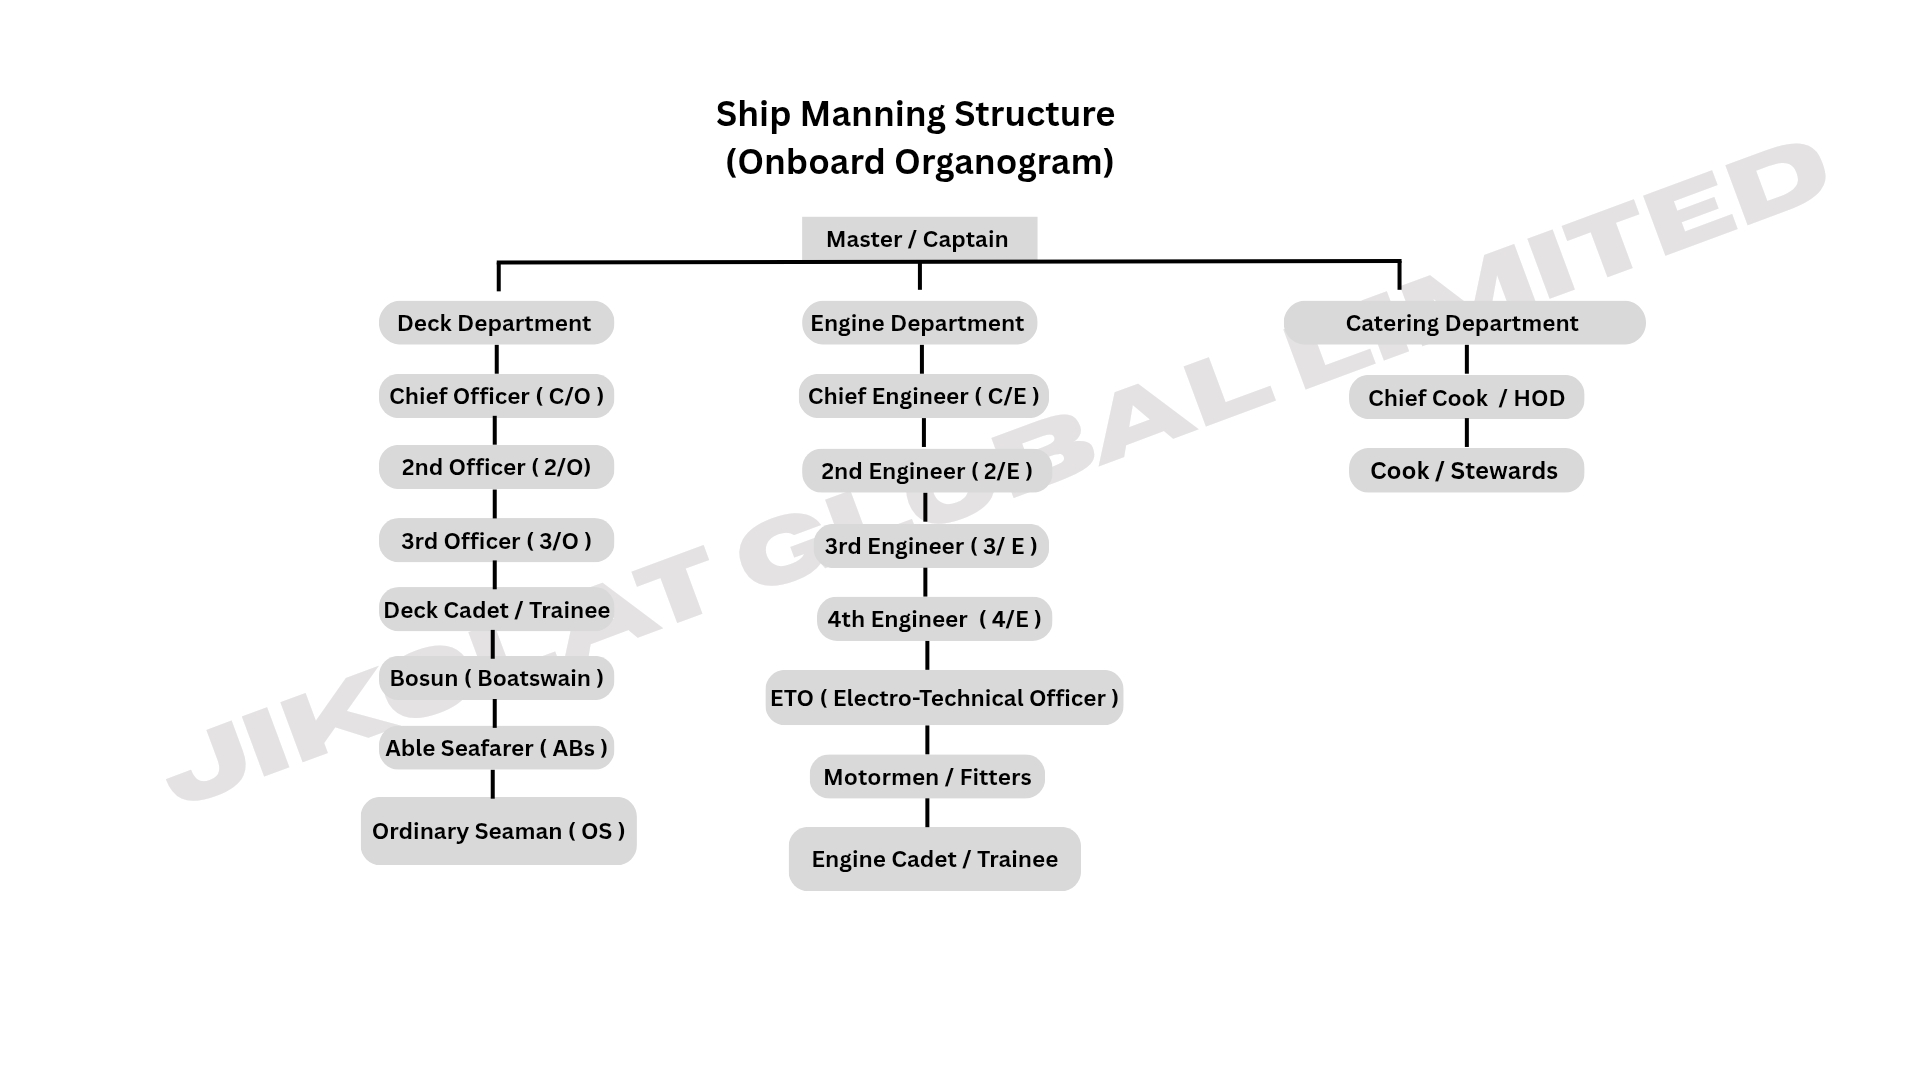 Ship Manning Structure
(Onboard Organogram)
Master / Captain
Deck Department
Chief Officer ( C/O )
2nd Officer ( 2/O)
3rd Officer ( 3/O )
Deck Cadet / Trainee
Bosun ( Boatswain )
Able Seafarer ( ABs )
Ordinary Seaman ( OS )
Engine Department
Chief Engineer ( C/E )
2nd Engineer ( 2/E )
3rd Engineer ( 3/ E )
4th Engineer  ( 4/E )
ETO ( Electro-Technical Officer )
Motormen / Fitters
Engine Cadet / Trainee
Catering Department
Chief Cook  / HOD
Cook / Stewards
JIKOLAT GLOBAL LIMITED